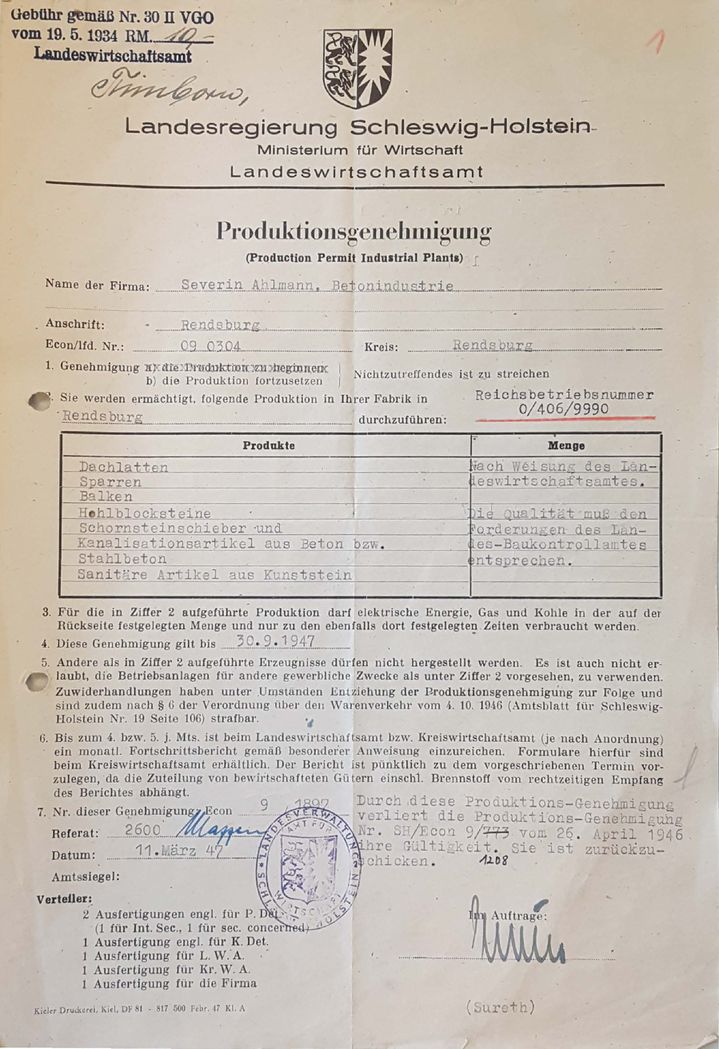 Gebühr gemäß Nr. 30 II VGO
vom 19. 5. 1934 RM. 10,-
Landeswirtschaftsamt
1
Landesregierung Schleswig-Holstein
Ministerium für Wirtschaft
Landeswirtschaftsamt
Produktionsgenehmigung
(Production Permit Industrial Plants)
Name der Firma: Severin Ahlmann, Betonindustrie
Anschrift: - Rendsburg
Econ/lfd. Nr.: 09 0304 Kreis: Rendsburg
1. Genehmigung a) die Produktion zu beginnen
b) die Produktion fortzusetzen
Nichtzutreffendes ist zu streichen
2. Sie werden ermächtigt, folgende Produktion in Ihrer Fabrik in
Rendsburg durchzuführen:
Reichsbetriebsnummer
0/406/9990
Produkte Menge
Dachlatten
Sparren
Balken
Hohlblocksteine
Schornsteinschieber und
Kanalisationsartikel aus Beton bzw.
Stahlbeton
Sanitäre Artikel aus Kunststein
Nach Weisung des Lan-
deswirtschaftsamtes.
Die Qualität muß den
Forderungen des Lan-
des-Baukontrollamtes
entsprechen.
3. Für die in Ziffer 2 aufgeführte Produktion darf elektrische Energie, Gas und Kohle in der auf der
Rückseite festgelegten Menge und nur zu den ebenfalls dort festgelegten Zeiten verbraucht werden.
4. Diese Genehmigung gilt bis 30.9.1947
5. Andere als in Ziffer 2 aufgeführte Erzeugnisse dürfen nicht hergestellt werden. Es ist auch nicht er-
laubt, die Betriebsanlagen für andere gewerbliche Zwecke als unter Ziffer 2 vorgesehen, zu verwenden.
Zuwiderhandlungen haben unter Umständen Entziehung der Produktionsgenehmigung zur Folge und
sind zudem nach § 6 der Verordnung über den Warenverkehr vom 4. 10. 1946 (Amtsblatt für Schleswig-
Holstein Nr. 19 Seite 106) strafbar.
6. Bis zum 4. bzw. 5. j. Mts. ist beim Landeswirtschaftsamt bzw. Kreiswirtschaftsamt (je nach Anordnung)
ein monatl. Fortschrittsbericht gemäß besonderer Anweisung einzureichen. Formulare hierfür sind
beim Kreiswirtschaftsamt erhältlich. Der Bericht ist pünktlich zu dem vorgeschriebenen Termin vor-
zulegen, da die Zuteilung von bewirtschafteten Gütern einschl. Brennstoff vom rechtzeitigen Empfang
des Berichtes abhängt.
7. Nr. dieser Genehmigung: Econ 9 / 1897
Referat: 2600
Datum: 11. März 47
Amtssiegel:
LANDESVERWALTUNG
AMT FÜR
WIRTSCHAFT
SCHLESWIG-HOLSTEIN
Durch diese Produktions-Genehmigung
verliert die Produktions-Genehmigung
Nr. SH/Econ 9/773 vom 26. April 1946
ihre Gültigkeit. Sie ist zurückzu-
schicken. 1208
Verteiler:
2 Ausfertigungen engl. für P. Det.
(1 für Int. Sec., 1 für sec. concerned)
1 Ausfertigung engl. für K. Det.
1 Ausfertigung für L. W. A.
1 Ausfertigung für Kr. W. A.
1 Ausfertigung für die Firma
Im Auftrage:
(Sureth)
Kieler Druckerei, Kiel, DF 81 - 817 500 Febr. 47 Kl. A